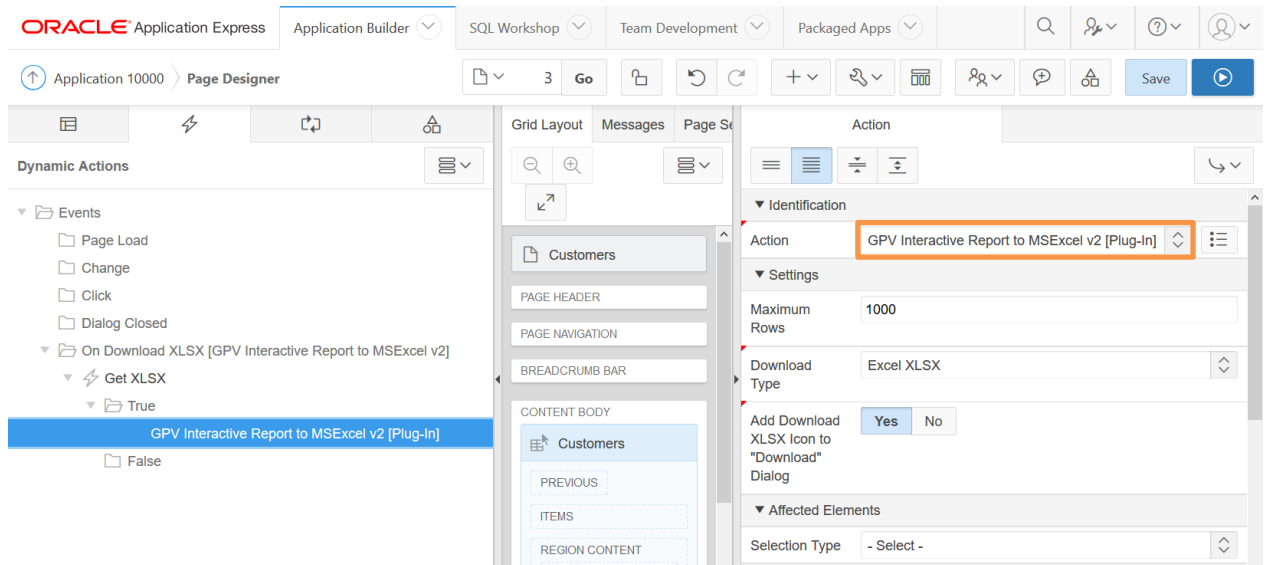 ORACLE Application Express
Application Builder
SQL Workshop
Team Development
Packaged Apps
Application 10000
Page Designer
3
Go
Save
Dynamic Actions
Events
Page Load
Change
Click
Dialog Closed
On Download XLSX [GPV Interactive Report to MSExcel v2]
Get XLSX
True
GPV Interactive Report to MSExcel v2 [Plug-In]
False
Grid Layout
Messages
Page Se
Customers
PAGE HEADER
PAGE NAVIGATION
BREADCRUMB BAR
CONTENT BODY
Customers
PREVIOUS
ITEMS
REGION CONTENT
Action
Identification
Action
GPV Interactive Report to MSExcel v2 [Plug-In]
Settings
Maximum
Rows
1000
Download
Type
Excel XLSX
Add Download
XLSX Icon to
"Download"
Dialog
Yes
No
Affected Elements
Selection Type
- Select -